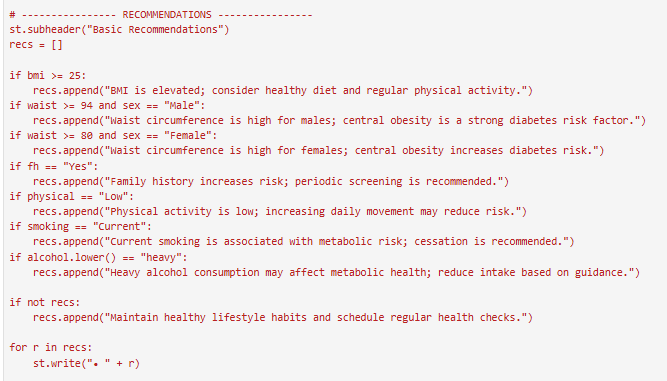 # ---------------- RECOMMENDATIONS ----------------
st.subheader("Basic Recommendations")
recs = []

if bmi >= 25:
    recs.append("BMI is elevated; consider healthy diet and regular physical activity.")
if waist >= 94 and sex == "Male":
    recs.append("Waist circumference is high for males; central obesity is a strong diabetes risk factor.")
if waist >= 80 and sex == "Female":
    recs.append("Waist circumference is high for females; central obesity increases diabetes risk.")
if fh == "Yes":
    recs.append("Family history increases risk; periodic screening is recommended.")
if physical == "Low":
    recs.append("Physical activity is low; increasing daily movement may reduce risk.")
if smoking == "Current":
    recs.append("Current smoking is associated with metabolic risk; cessation is recommended.")
if alcohol.lower() == "heavy":
    recs.append("Heavy alcohol consumption may affect metabolic health; reduce intake based on guidance.")

if not recs:
    recs.append("Maintain healthy lifestyle habits and schedule regular health checks.")

for r in recs:
    st.write("• " + r)